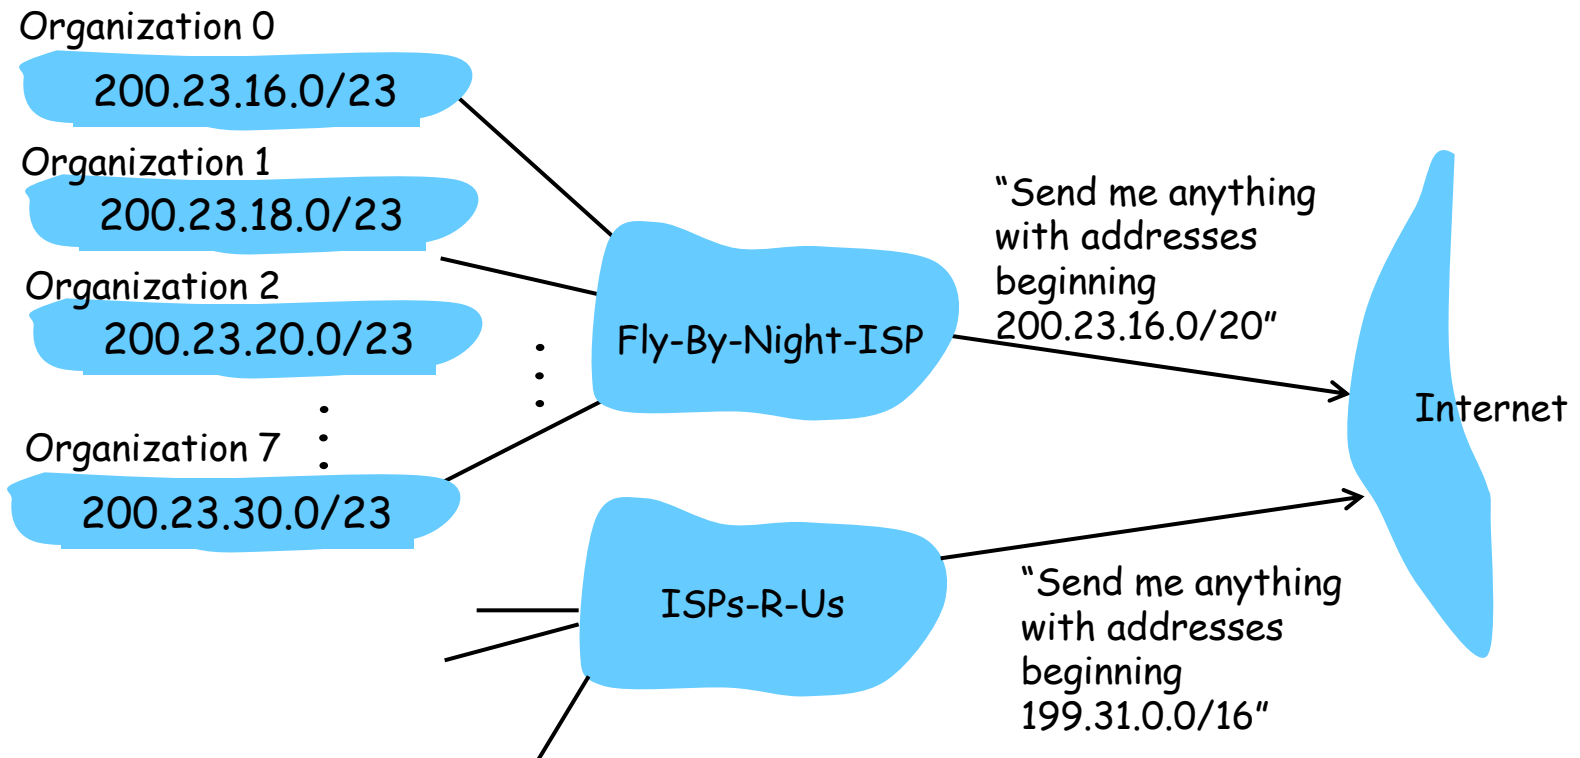 Organization 0
200.23.16.0/23
Organization 1
200.23.18.0/23
Organization 2
200.23.20.0/23
Organization 7
200.23.30.0/23
Fly-By-Night-ISP
“Send me anything
with addresses
beginning
200.23.16.0/20”
Internet
ISPs-R-Us
“Send me anything
with addresses
beginning
199.31.0.0/16”